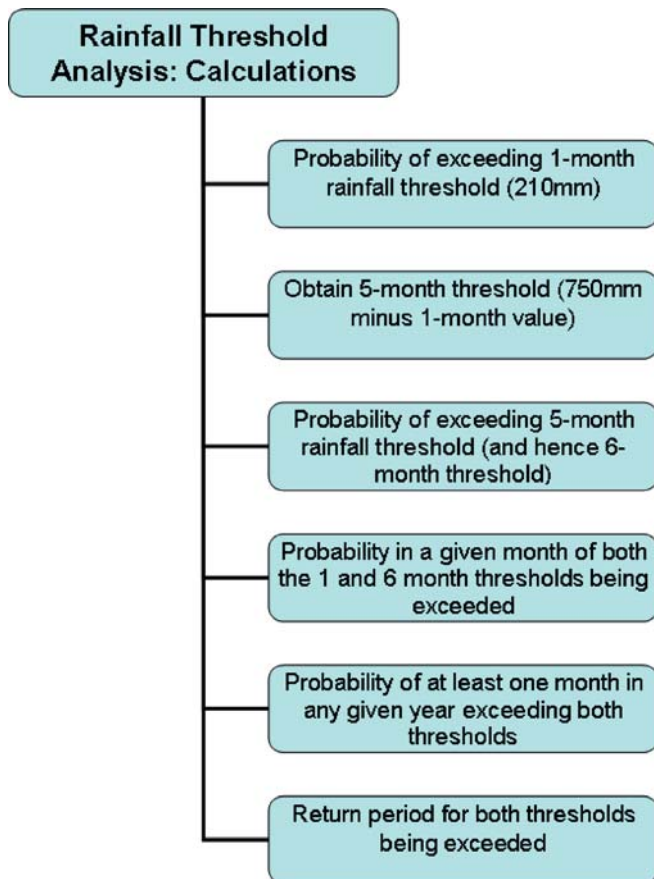 Rainfall Threshold
Analysis: Calculations
Probability of exceeding 1-month
rainfall threshold (210mm)
Obtain 5-month threshold (750mm
minus 1-month value)
Probability of exceeding 5-month
rainfall threshold (and hence 6-
month threshold)
Probability in a given month of both
the 1 and 6 month thresholds being
exceeded
Probability of at least one month in
any given year exceeding both
thresholds
Return period for both thresholds
being exceeded